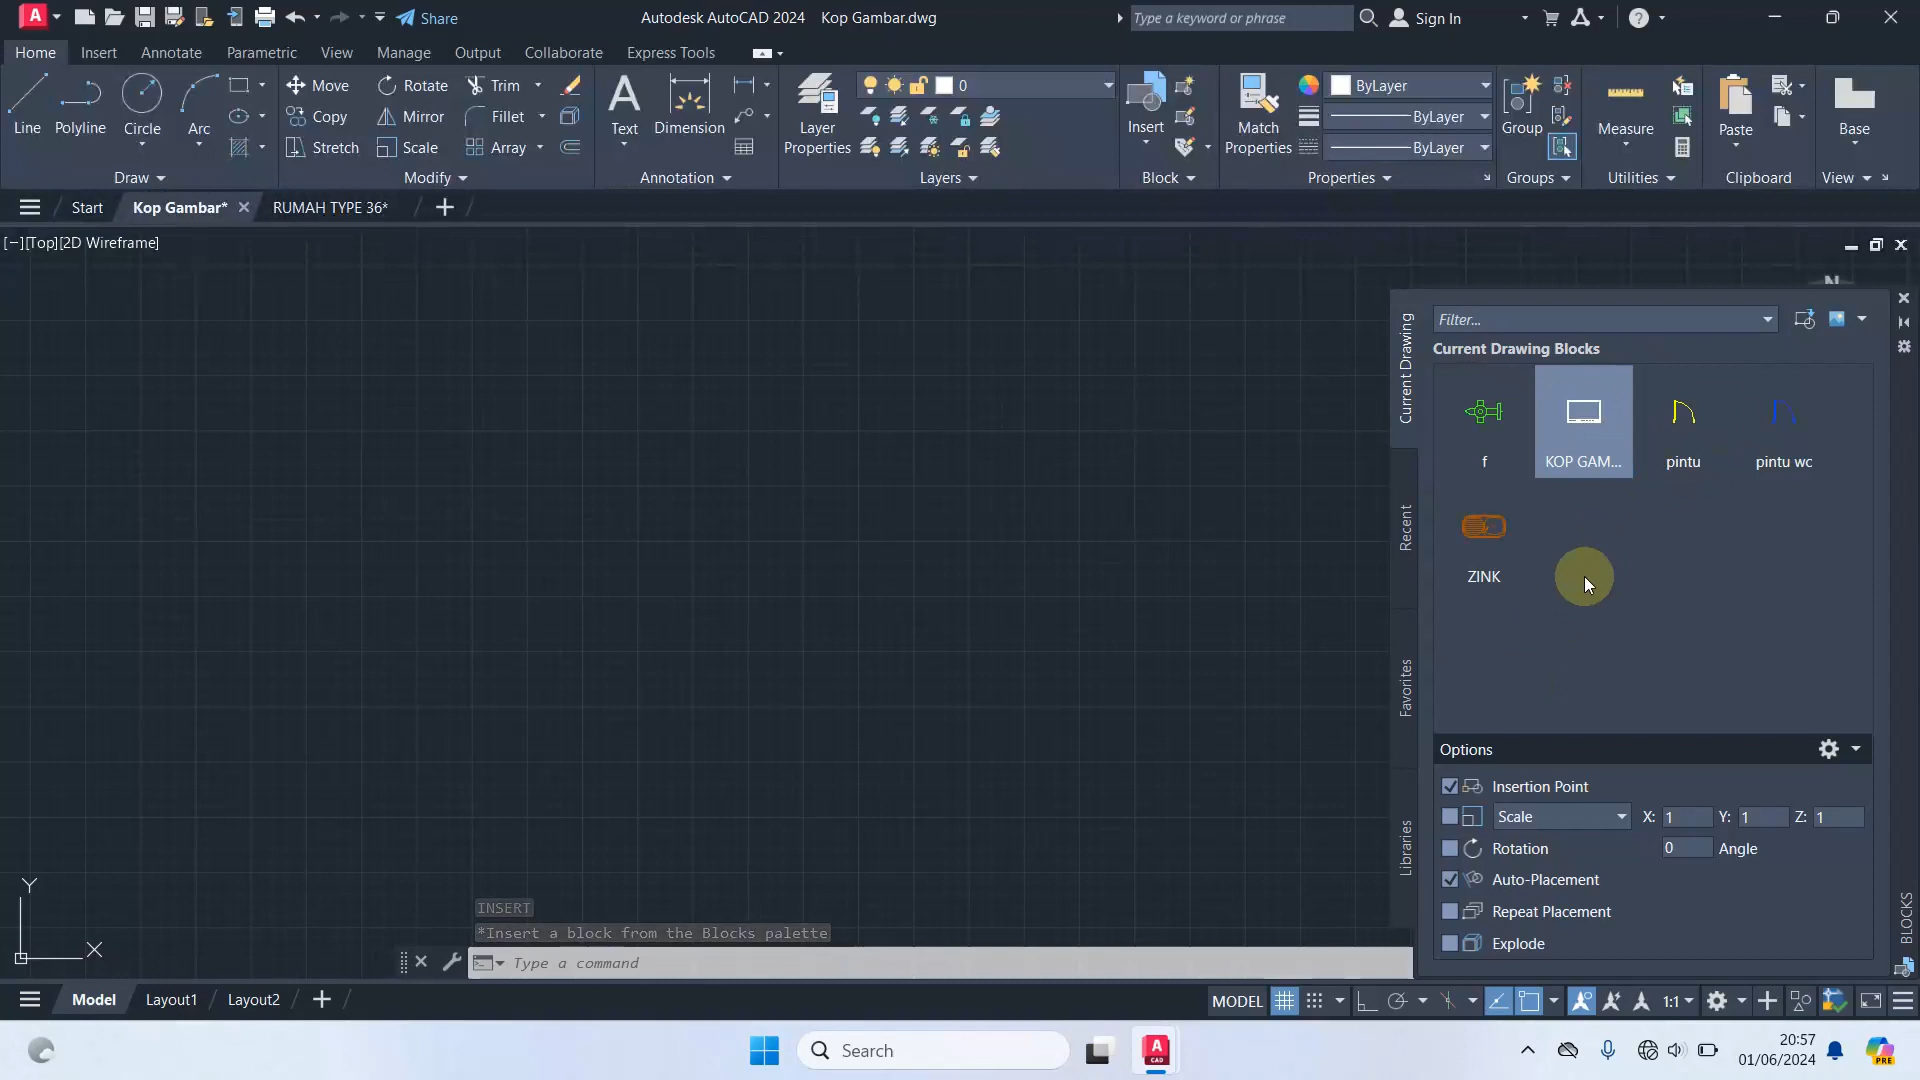 Share
Autodesk AutoCAD 2024 Kop Gambar.dwg
Type a keyword or phrase
Sign In
Home Insert Annotate Parametric View Manage Output Collaborate Express Tools
Line Polyline Circle Arc
Move Rotate Trim
Copy Mirror Fillet
Stretch Scale Array
Text Dimension
Layer Properties
0
Insert
Match Properties
ByLayer
ByLayer
ByLayer
Group
Measure
Paste
Base
Draw Modify Annotation Layers Block Properties Groups Utilities Clipboard View
Start Kop Gambar* RUMAH TYPE 36*
[−][Top][2D Wireframe]
Current Drawing
Recent
Favorites
Libraries
Filter...
Current Drawing Blocks
f KOP GAM... pintu pintu wc
ZINK
Options
Insertion Point
Scale X: 1 Y: 1 Z: 1
Rotation 0 Angle
Auto-Placement
Repeat Placement
Explode
BLOCKS
Y
X
INSERT
*Insert a block from the Blocks palette
Type a command
Model Layout1 Layout2
MODEL 1:1
Search
A
CAD
20:57
01/06/2024
PRE